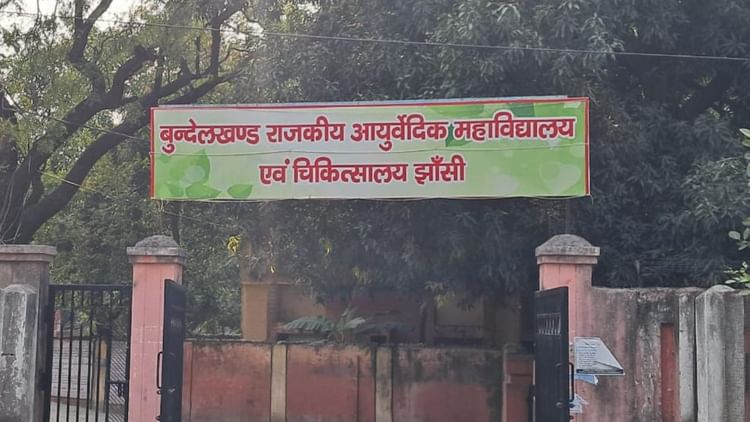 बुन्देलखण्ड राजकीय आयुर्वेदिक महाविद्यालय
एवं चिकित्सालय झाँसी